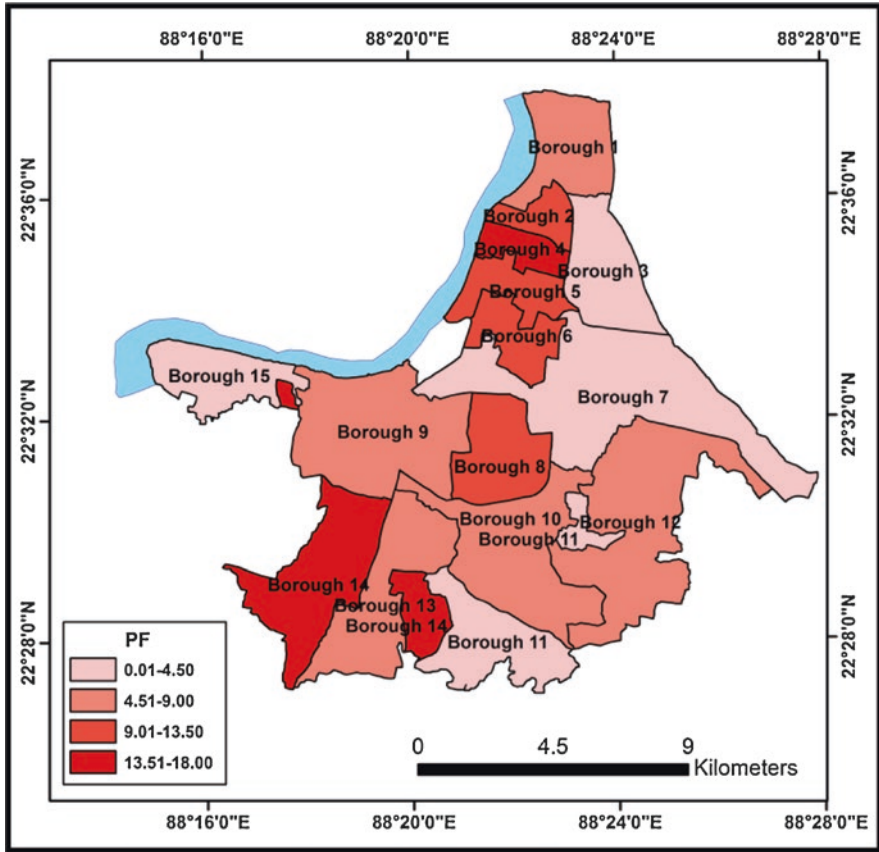 88°16'0"E 88°20'0"E 88°24'0"E 88°28'0"E
22°36'0"N
22°32'0"N
22°28'0"N
22°36'0"N
22°32'0"N
22°28'0"N
Borough 1
Borough 2
Borough 4
Borough 3
Borough 5
Borough 6
Borough 15
Borough 7
Borough 9
Borough 8
Borough 10
Borough 12
Borough 11
Borough 14
Borough 13
Borough 14
Borough 11
PF
0.01-4.50
4.51-9.00
9.01-13.50
13.51-18.00
0 4.5 9
Kilometers
88°16'0"E 88°20'0"E 88°24'0"E 88°28'0"E